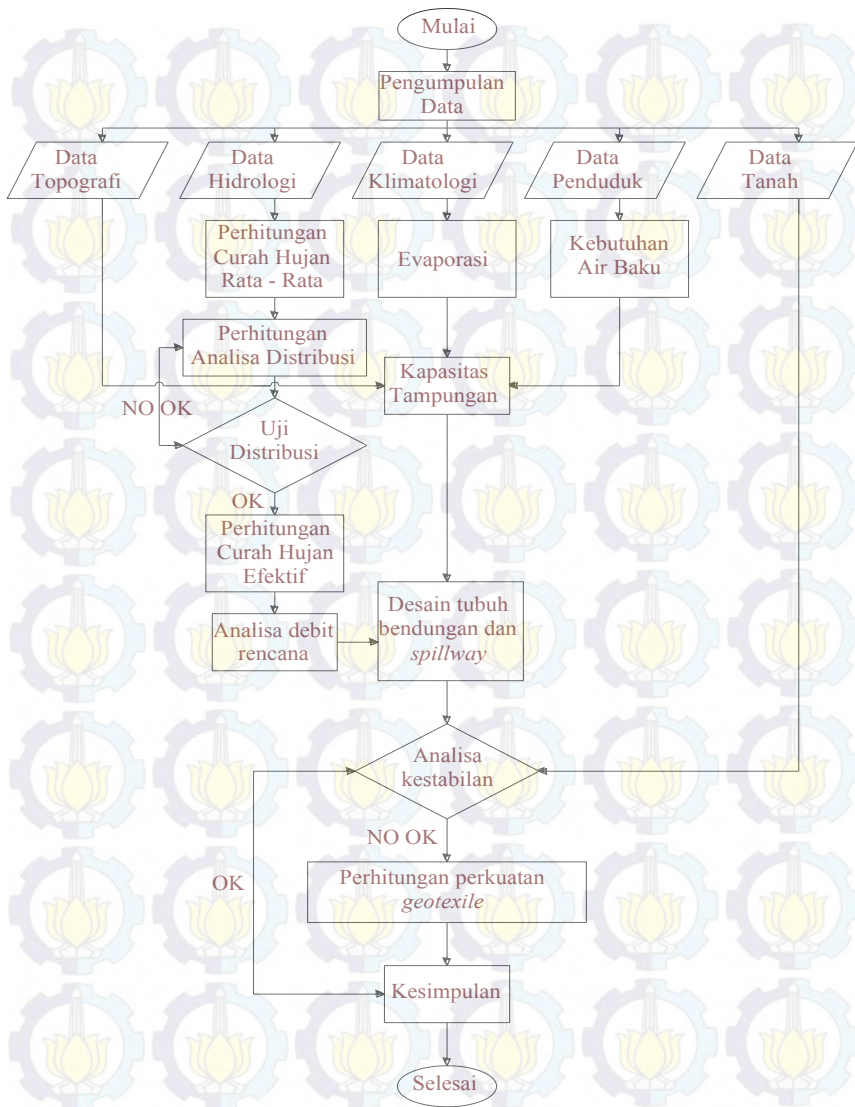 Mulai
Pengumpulan
Data
Data
Topografi
Data
Hidrologi
Data
Klimatologi
Data
Penduduk
Data
Tanah
Perhitungan
Curah Hujan
Rata - Rata
Evaporasi
Kebutuhan
Air Baku
Perhitungan
Analisa Distribusi
Kapasitas
Tampungan
NO OK
Uji
Distribusi
OK
Perhitungan
Curah Hujan
Efektif
Analisa debit
rencana
Desain tubuh
bendungan dan
spillway
Analisa
kestabilan
NO OK
OK
Perhitungan perkuatan
geotexile
Kesimpulan
Selesai